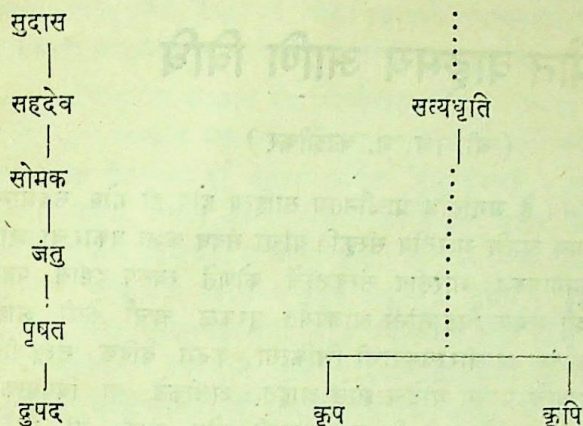 सुदास
सहदेव सत्यधृति
सोमक
जंतु
पृषत
द्रुपद कृप कृपि